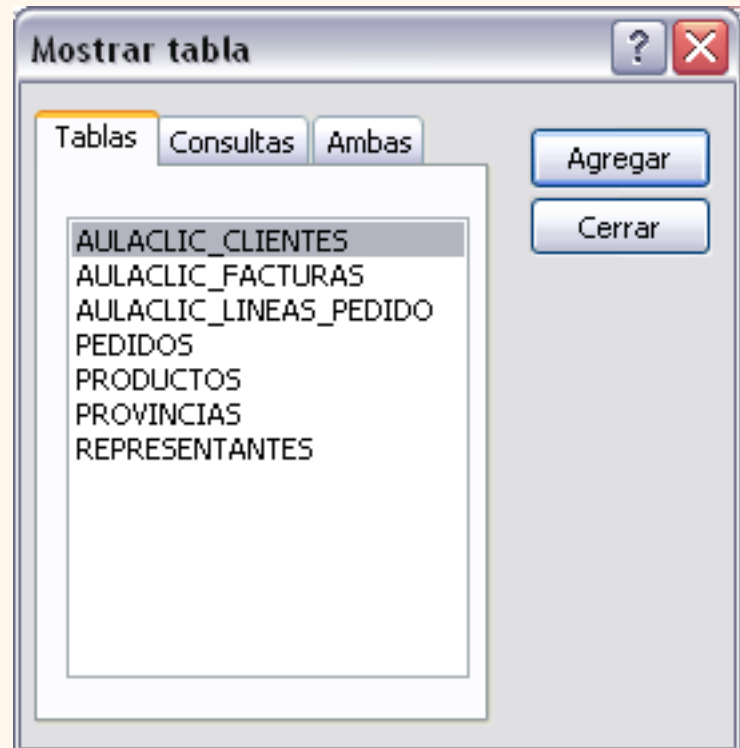 Mostrar tabla
?
Tablas Consultas Ambas
Agregar
Cerrar
AULACLIC_CLIENTES
AULACLIC_FACTURAS
AULACLIC_LINEAS_PEDIDO
PEDIDOS
PRODUCTOS
PROVINCIAS
REPRESENTANTES